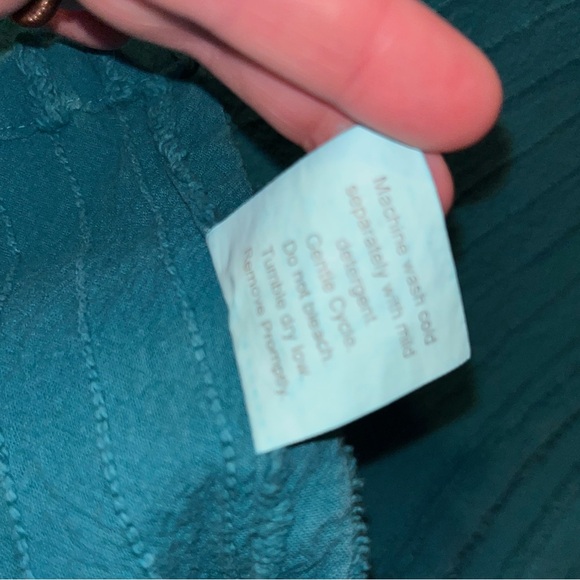 Machine wash cold
separately with mild
detergent.
Gentle Cycle.
Do not bleach.
Tumble dry low.
Remove Promptly.